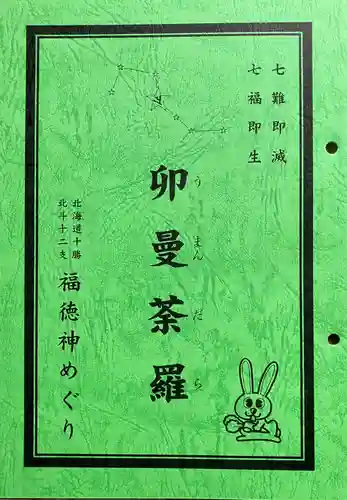 七難即滅
七福即生
卯曼荼羅
うまんだら
北海道十勝
北斗十二支
福徳神めぐり